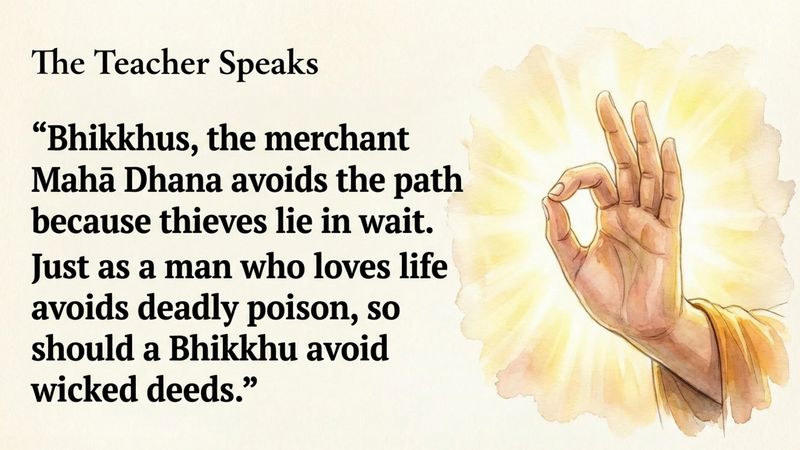 The Teacher Speaks
“Bhikkhus, the merchant
Mahā Dhana avoids the path
because thieves lie in wait.
Just as a man who loves life
avoids deadly poison, so
should a Bhikkhu avoid
wicked deeds.”